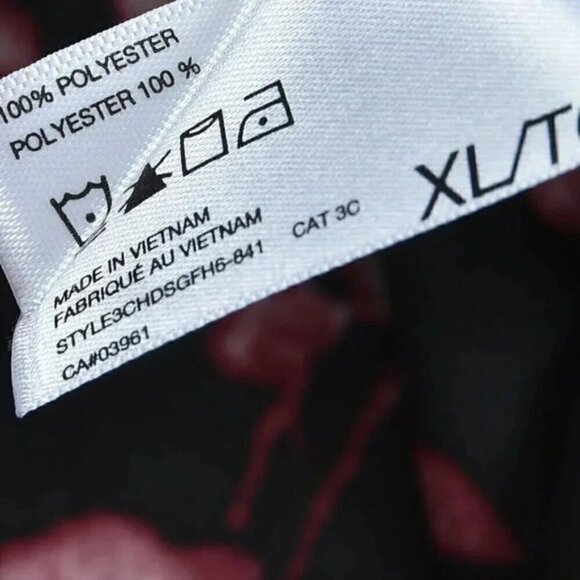 100% POLYESTER
POLYESTER 100 %
XL/T
MADE IN VIETNAM
FABRIQUÉ AU VIETNAM
STYLE3CHDSGFH6-841 CAT 3C
CA#03961